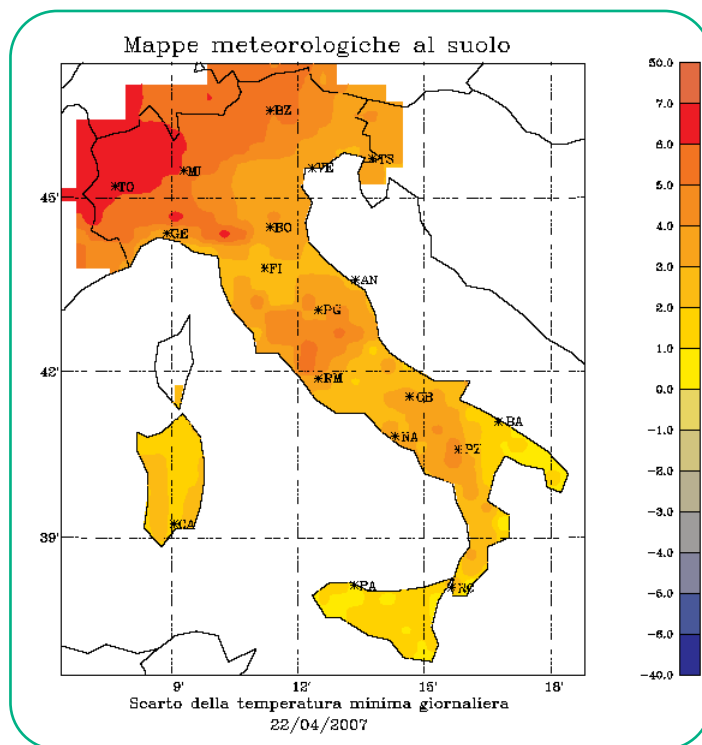 Mappe meteorologiche al suolo
50.0
7.0
6.0
5.0
4.0
3.0
2.0
1.0
0.0
-1.0
-2.0
-3.0
-4.0
-5.0
-6.0
-40.0
45'
42'
39'
*BZ
*TS
*VE
*MI
*TO
*BO
*GE
*FI
*AN
*PG
*RM
*CB
*BA
*NA
*PZ
*CA
*PA
*RC
9'
12'
15'
18'
Scarto della temperatura minima giornaliera
22/04/2007